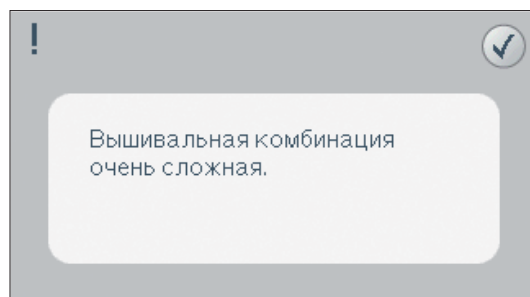 !
Вышивальная комбинация
очень сложная.